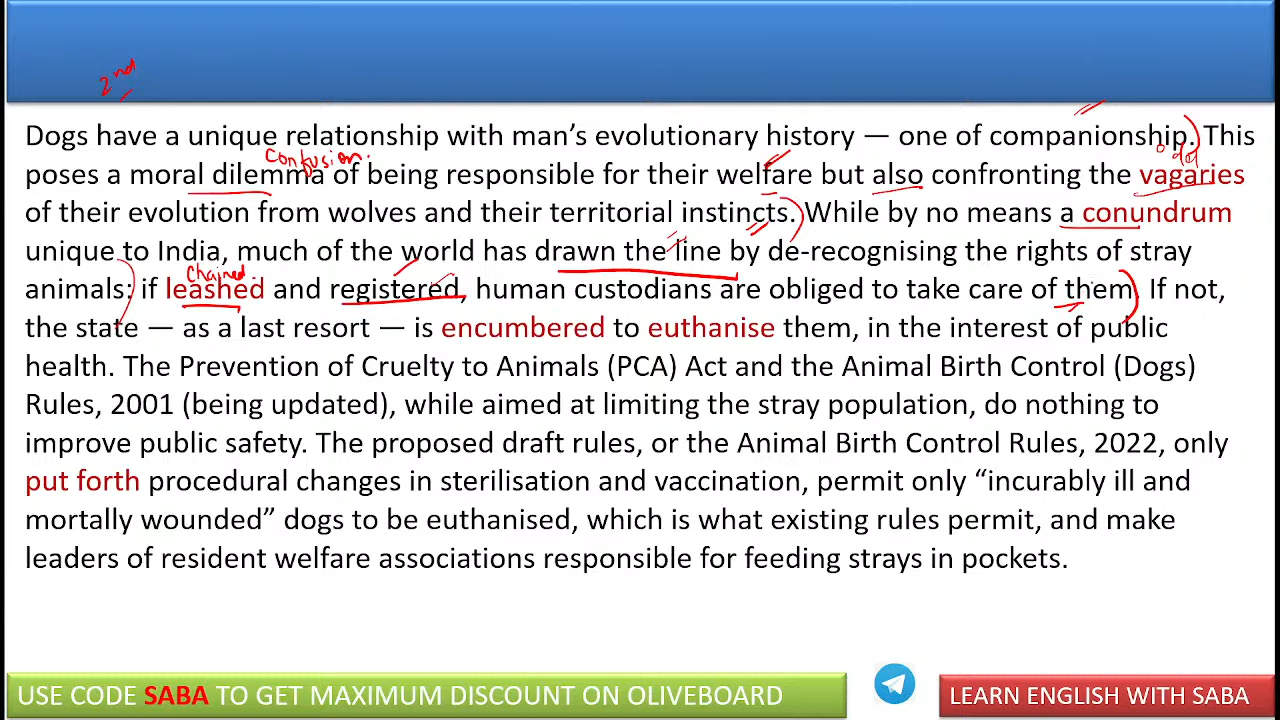 2nd
Dogs have a unique relationship with man's evolutionary history — one of companionship. This
confusion.
poses a moral dilemma of being responsible for their welfare but also confronting the vagaries
of their evolution from wolves and their territorial instincts. While by no means a conundrum
unique to India, much of the world has drawn the line by de-recognising the rights of stray
chained.
animals: if leashed and registered, human custodians are obliged to take care of them. If not,
the state — as a last resort — is encumbered to euthanise them, in the interest of public
health. The Prevention of Cruelty to Animals (PCA) Act and the Animal Birth Control (Dogs)
Rules, 2001 (being updated), while aimed at limiting the stray population, do nothing to
improve public safety. The proposed draft rules, or the Animal Birth Control Rules, 2022, only
put forth procedural changes in sterilisation and vaccination, permit only “incurably ill and
mortally wounded” dogs to be euthanised, which is what existing rules permit, and make
leaders of resident welfare associations responsible for feeding strays in pockets.
USE CODE SABA TO GET MAXIMUM DISCOUNT ON OLIVEBOARD
LEARN ENGLISH WITH SABA